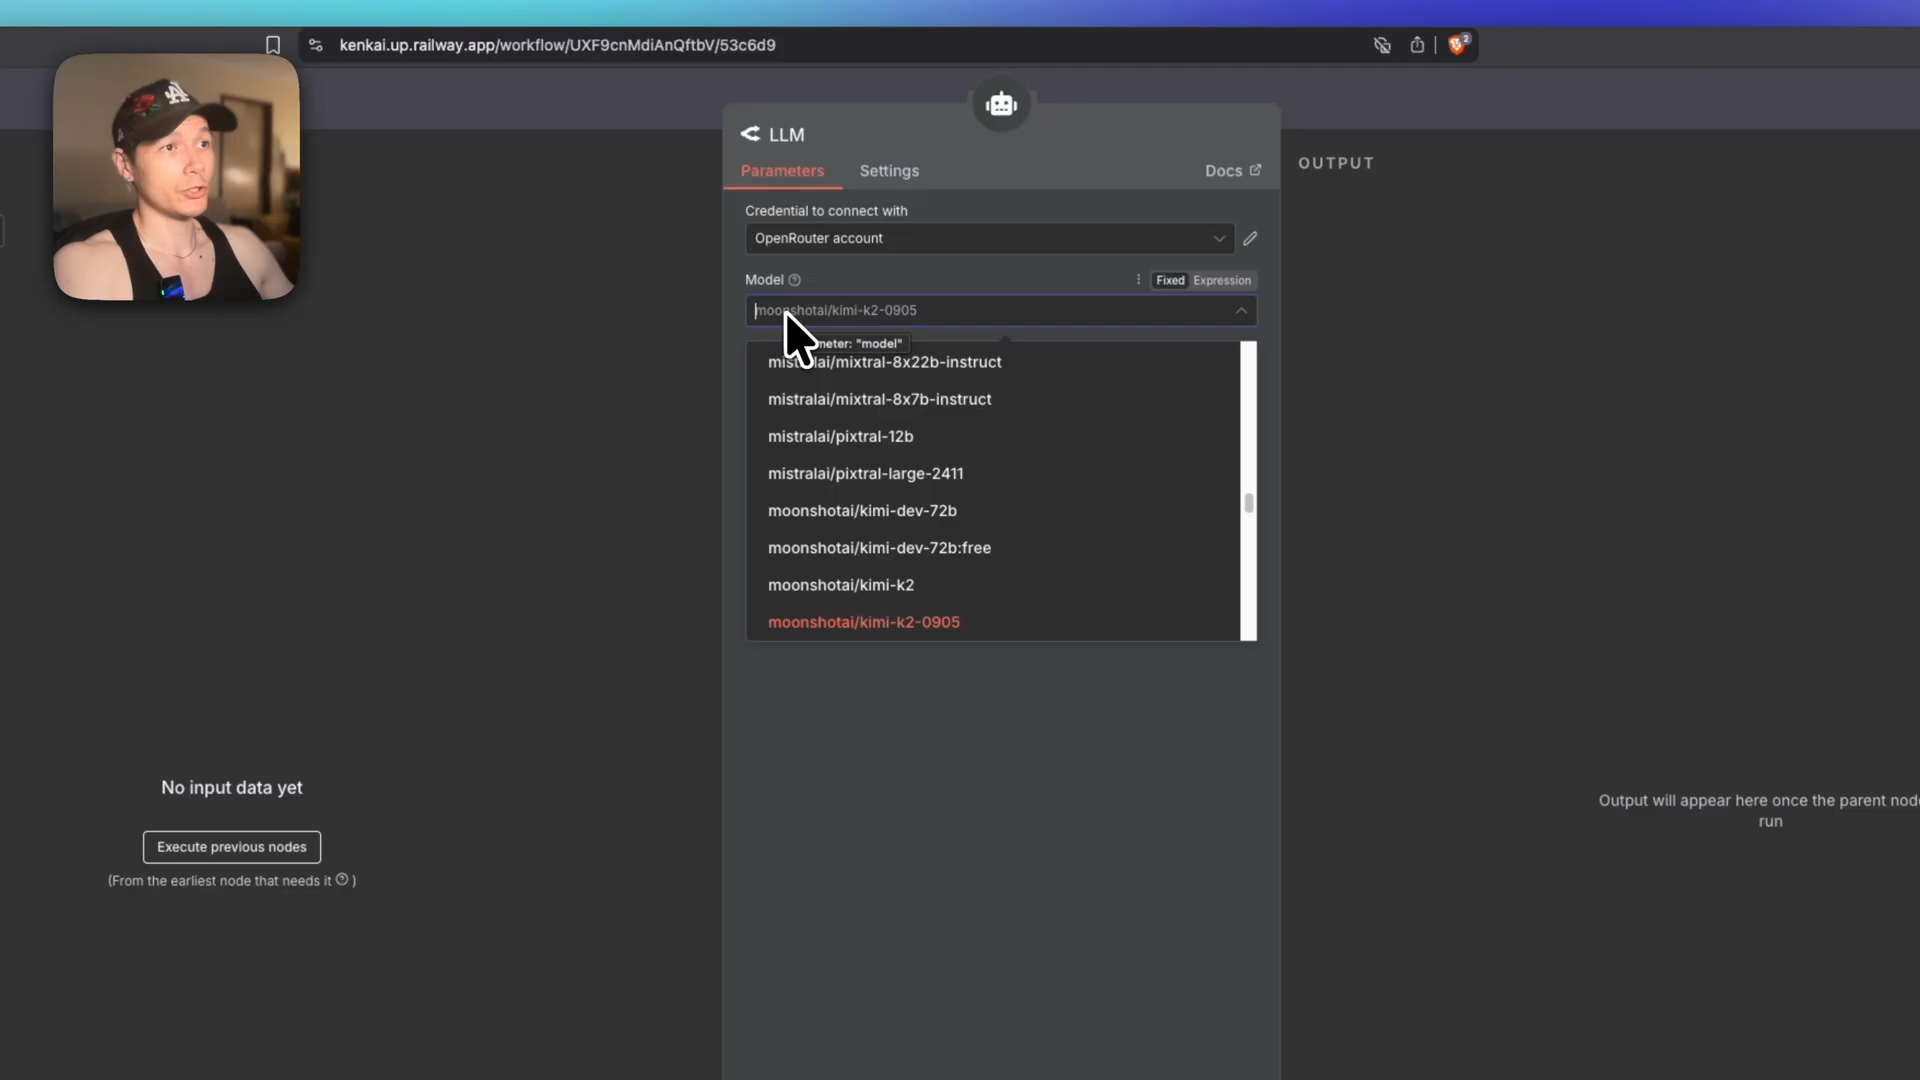 kenkai.up.railway.app/workflow/UXF9cnMdiAnQftbV/53c6d9
2
LA
LLM
Parameters
Settings
Docs
OUTPUT
Credential to connect with
OpenRouter account
Model
Fixed
Expression
moonshotai/kimi-k2-0905
meter: "model"
mistralai/mixtral-8x22b-instruct
mistralai/mixtral-8x7b-instruct
mistralai/pixtral-12b
mistralai/pixtral-large-2411
moonshotai/kimi-dev-72b
moonshotai/kimi-dev-72b:free
moonshotai/kimi-k2
moonshotai/kimi-k2-0905
No input data yet
Execute previous nodes
(From the earliest node that needs it ? )
Output will appear here once the parent node
run